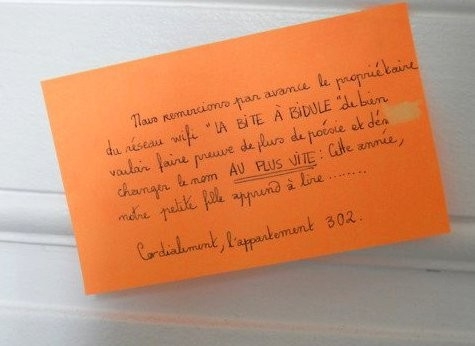 Nous remercions par avance le propriétaire
du réseau wifi "LA BITE À BIDULE" de bien
vouloir faire preuve de plus de poésie et d'en
changer le nom AU PLUS VITE : Cette année,
notre petite fille apprend à lire ........
Cordialement, l'appartement 302.